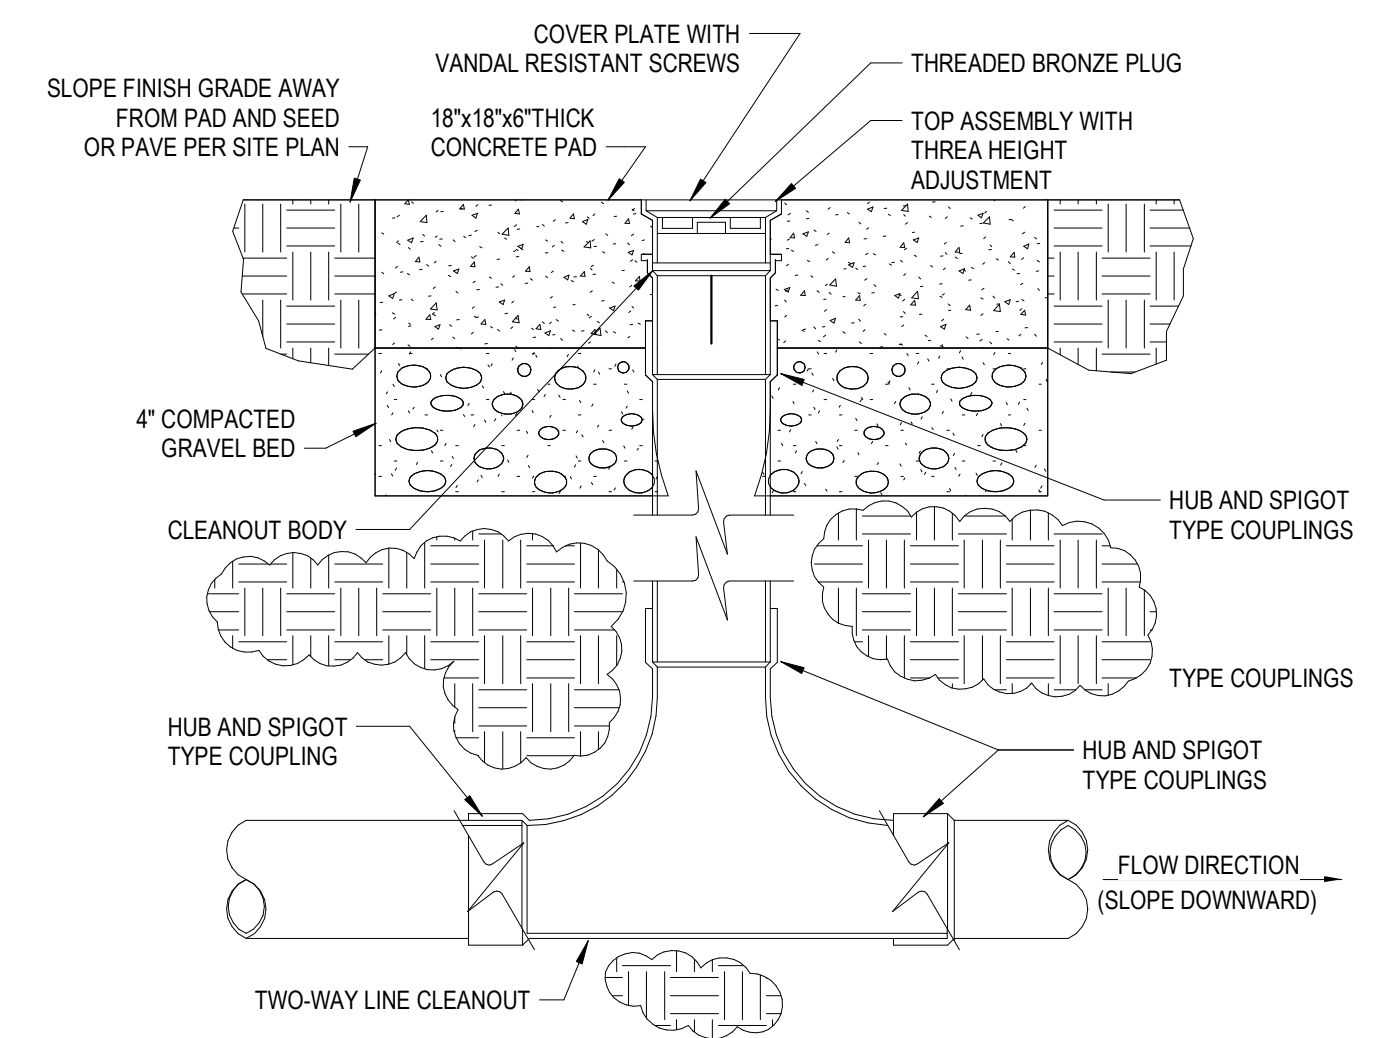 COVER PLATE WITH
VANDAL RESISTANT SCREWS
THREADED BRONZE PLUG
SLOPE FINISH GRADE AWAY
FROM PAD AND SEED
OR PAVE PER SITE PLAN
18"x18"x6"THICK
CONCRETE PAD
TOP ASSEMBLY WITH
THREA HEIGHT
ADJUSTMENT
4" COMPACTED
GRAVEL BED
CLEANOUT BODY
HUB AND SPIGOT
TYPE COUPLINGS
TYPE COUPLINGS
HUB AND SPIGOT
TYPE COUPLING
HUB AND SPIGOT
TYPE COUPLINGS
FLOW DIRECTION
(SLOPE DOWNWARD)
TWO-WAY LINE CLEANOUT